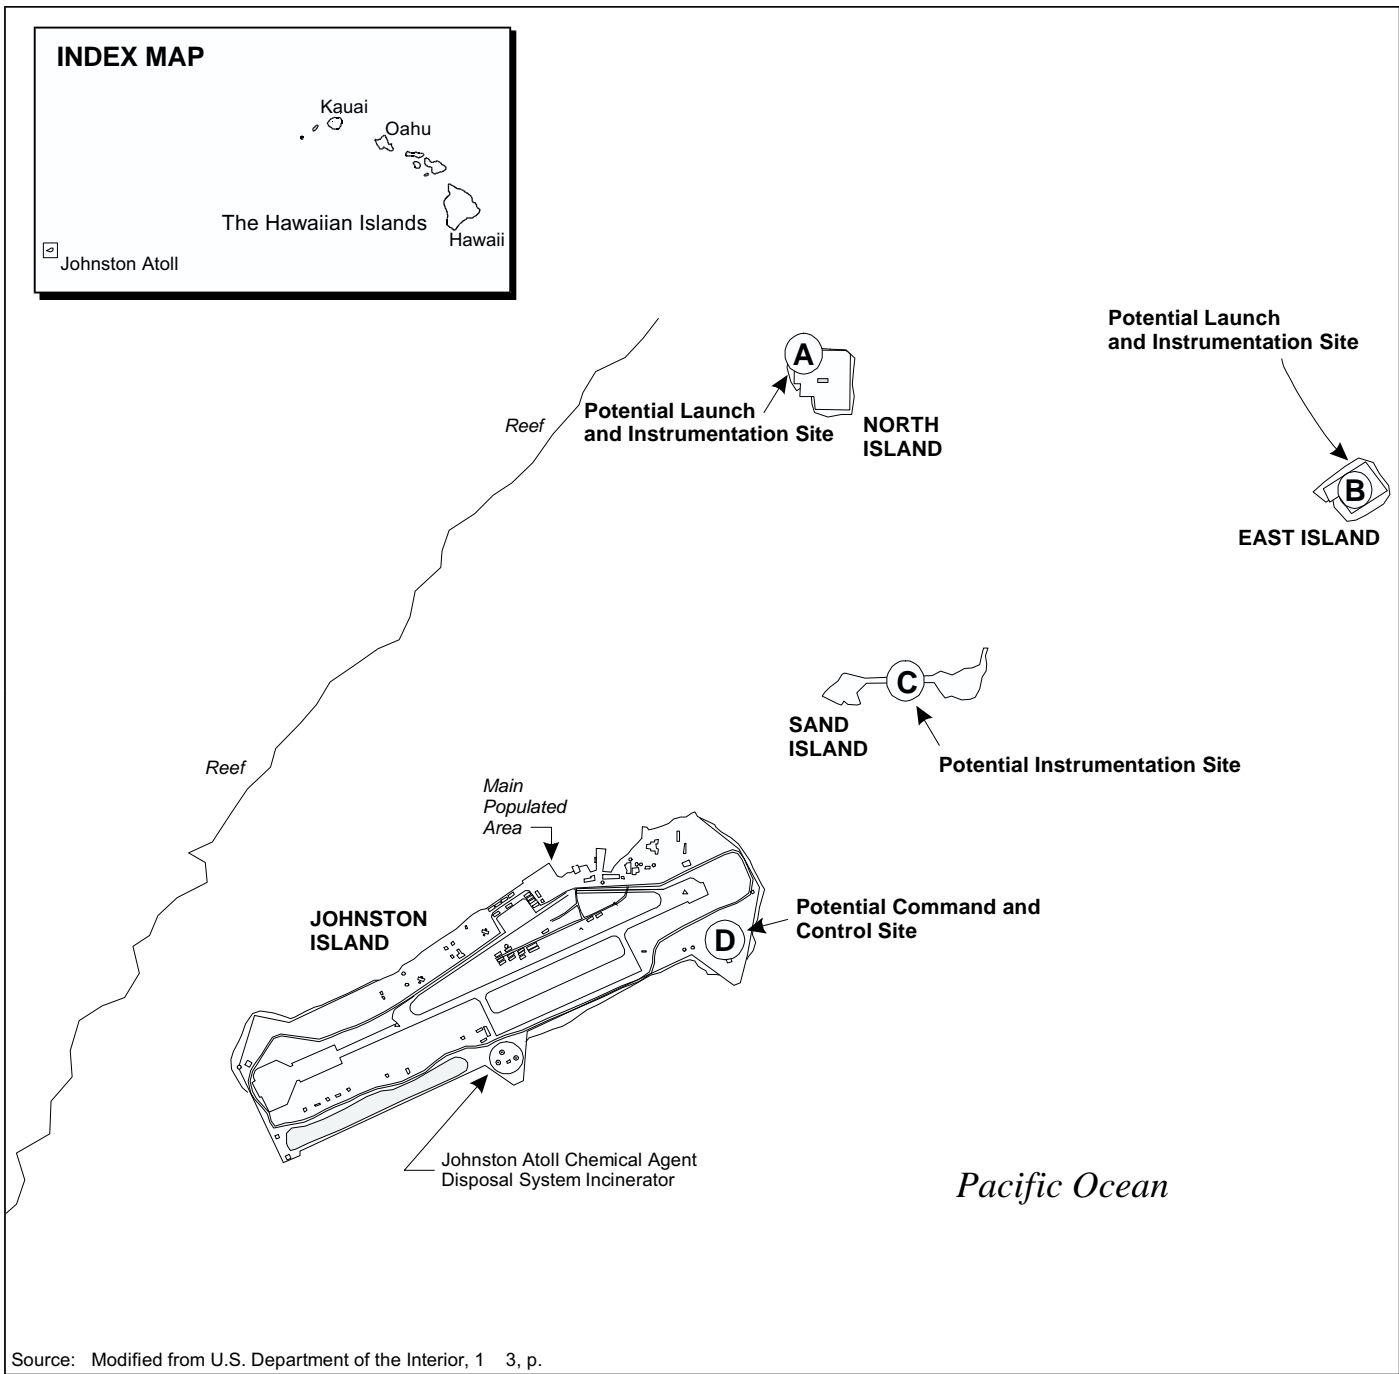 INDEX MAP
Kauai
Oahu
The Hawaiian Islands
Hawaii
Johnston Atoll
Potential Launch
and Instrumentation Site
A
Potential Launch
and Instrumentation Site
NORTH
ISLAND
Reef
B
EAST ISLAND
C
SAND
ISLAND
Potential Instrumentation Site
Reef
Main
Populated
Area
JOHNSTON
ISLAND
Potential Command and
Control Site
D
Johnston Atoll Chemical Agent
Disposal System Incinerator
Pacific Ocean
Source: Modified from U.S. Department of the Interior, 1 3, p.